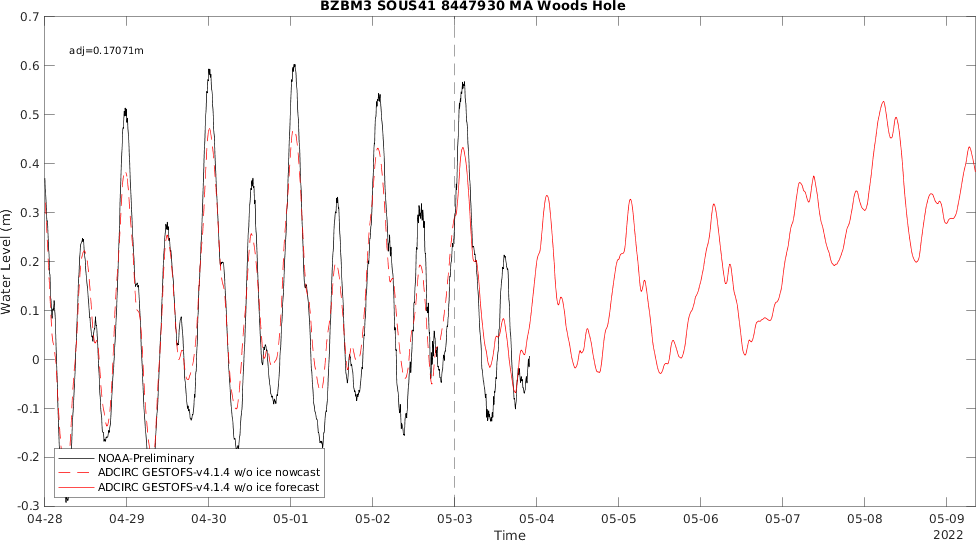 BZBM3 SOUS41 8447930 MA Woods Hole
0.7
adj=0.17071m
0.6
0.5
0.4
0.3
0.2
0.1
0
-0.1
-0.2
-0.3
Water Level (m)
NOAA-Preliminary
ADCIRC GESTOFS-v4.1.4 w/o ice nowcast
ADCIRC GESTOFS-v4.1.4 w/o ice forecast
04-28 04-29 04-30 05-01 05-02 05-03 05-04 05-05 05-06 05-07 05-08 05-09
Time
2022